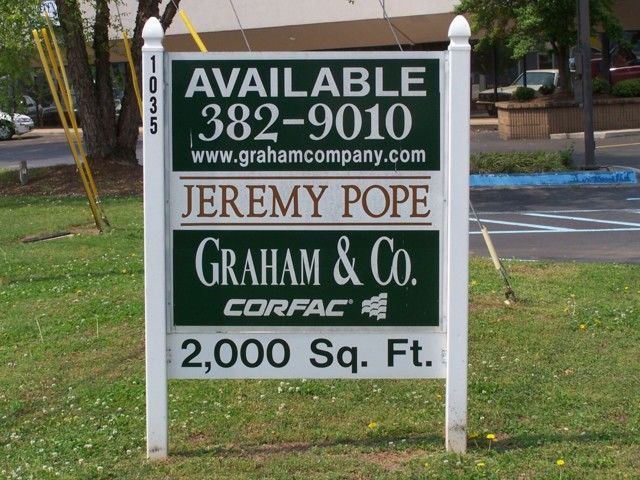 1035
AVAILABLE
382-9010
www.grahamcompany.com
JEREMY POPE
GRAHAM & CO.
CORFAC
2,000 Sq. Ft.